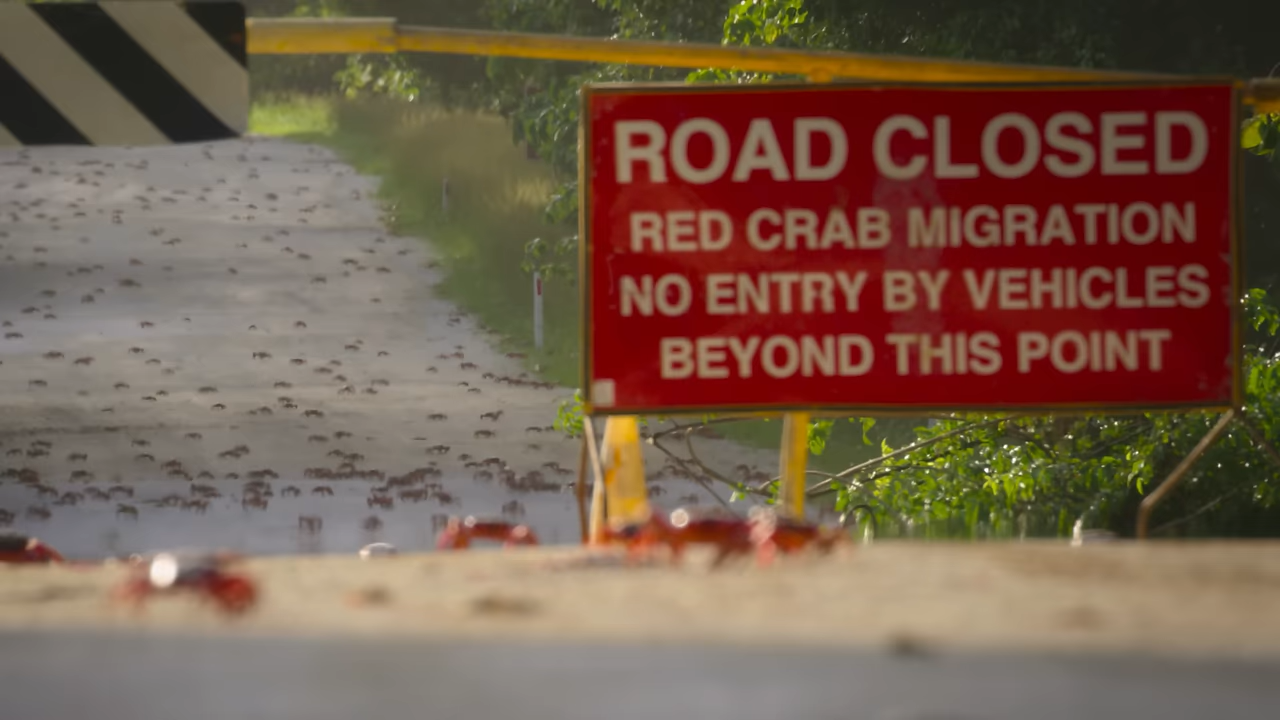 ROAD CLOSED
RED CRAB MIGRATION
NO ENTRY BY VEHICLES
BEYOND THIS POINT